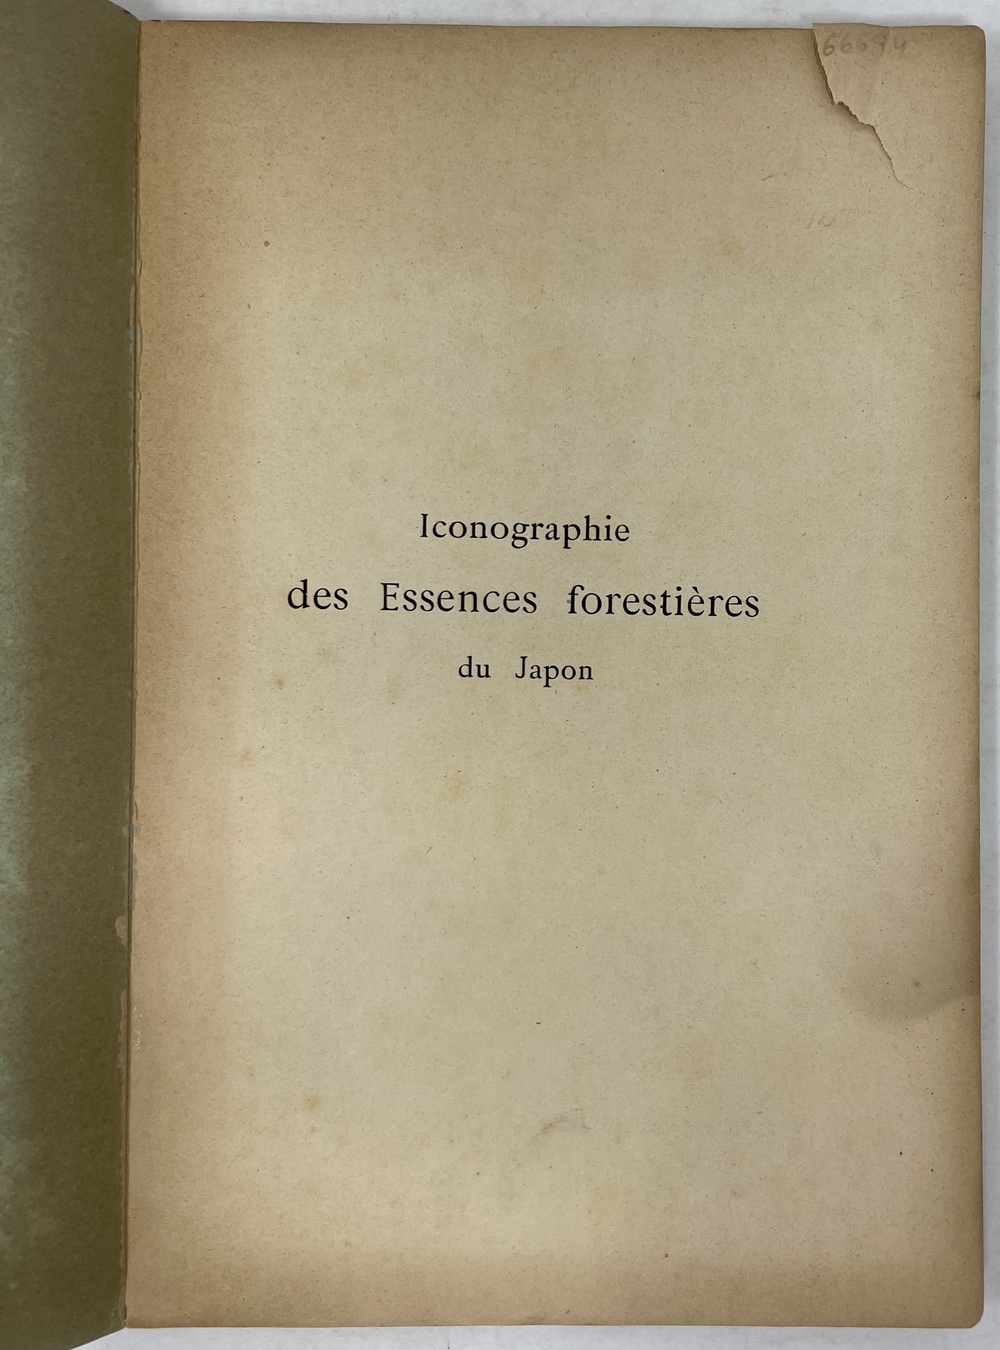 Iconographie
des Essences forestières
du Japon